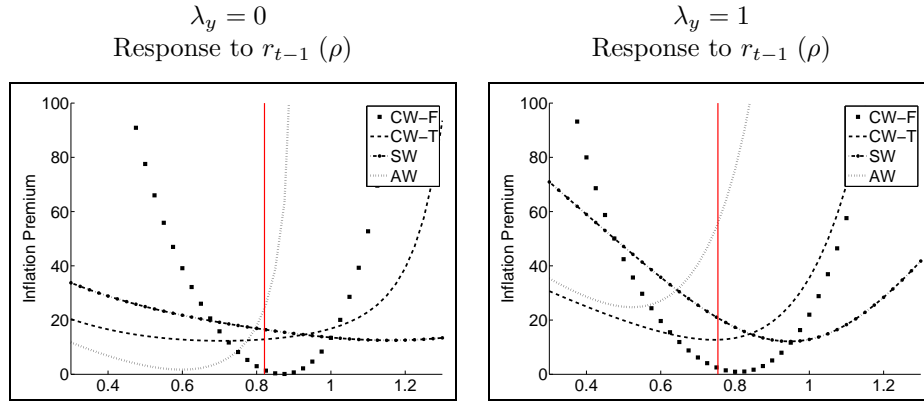 λ_y = 0
Response to r_{t−1} (ρ)
Inflation Premium
100
80
60
40
20
0
0.4 0.6 0.8 1 1.2
CW−F
CW−T
SW
AW
λ_y = 1
Response to r_{t−1} (ρ)
Inflation Premium
100
80
60
40
20
0
0.4 0.6 0.8 1 1.2
CW−F
CW−T
SW
AW